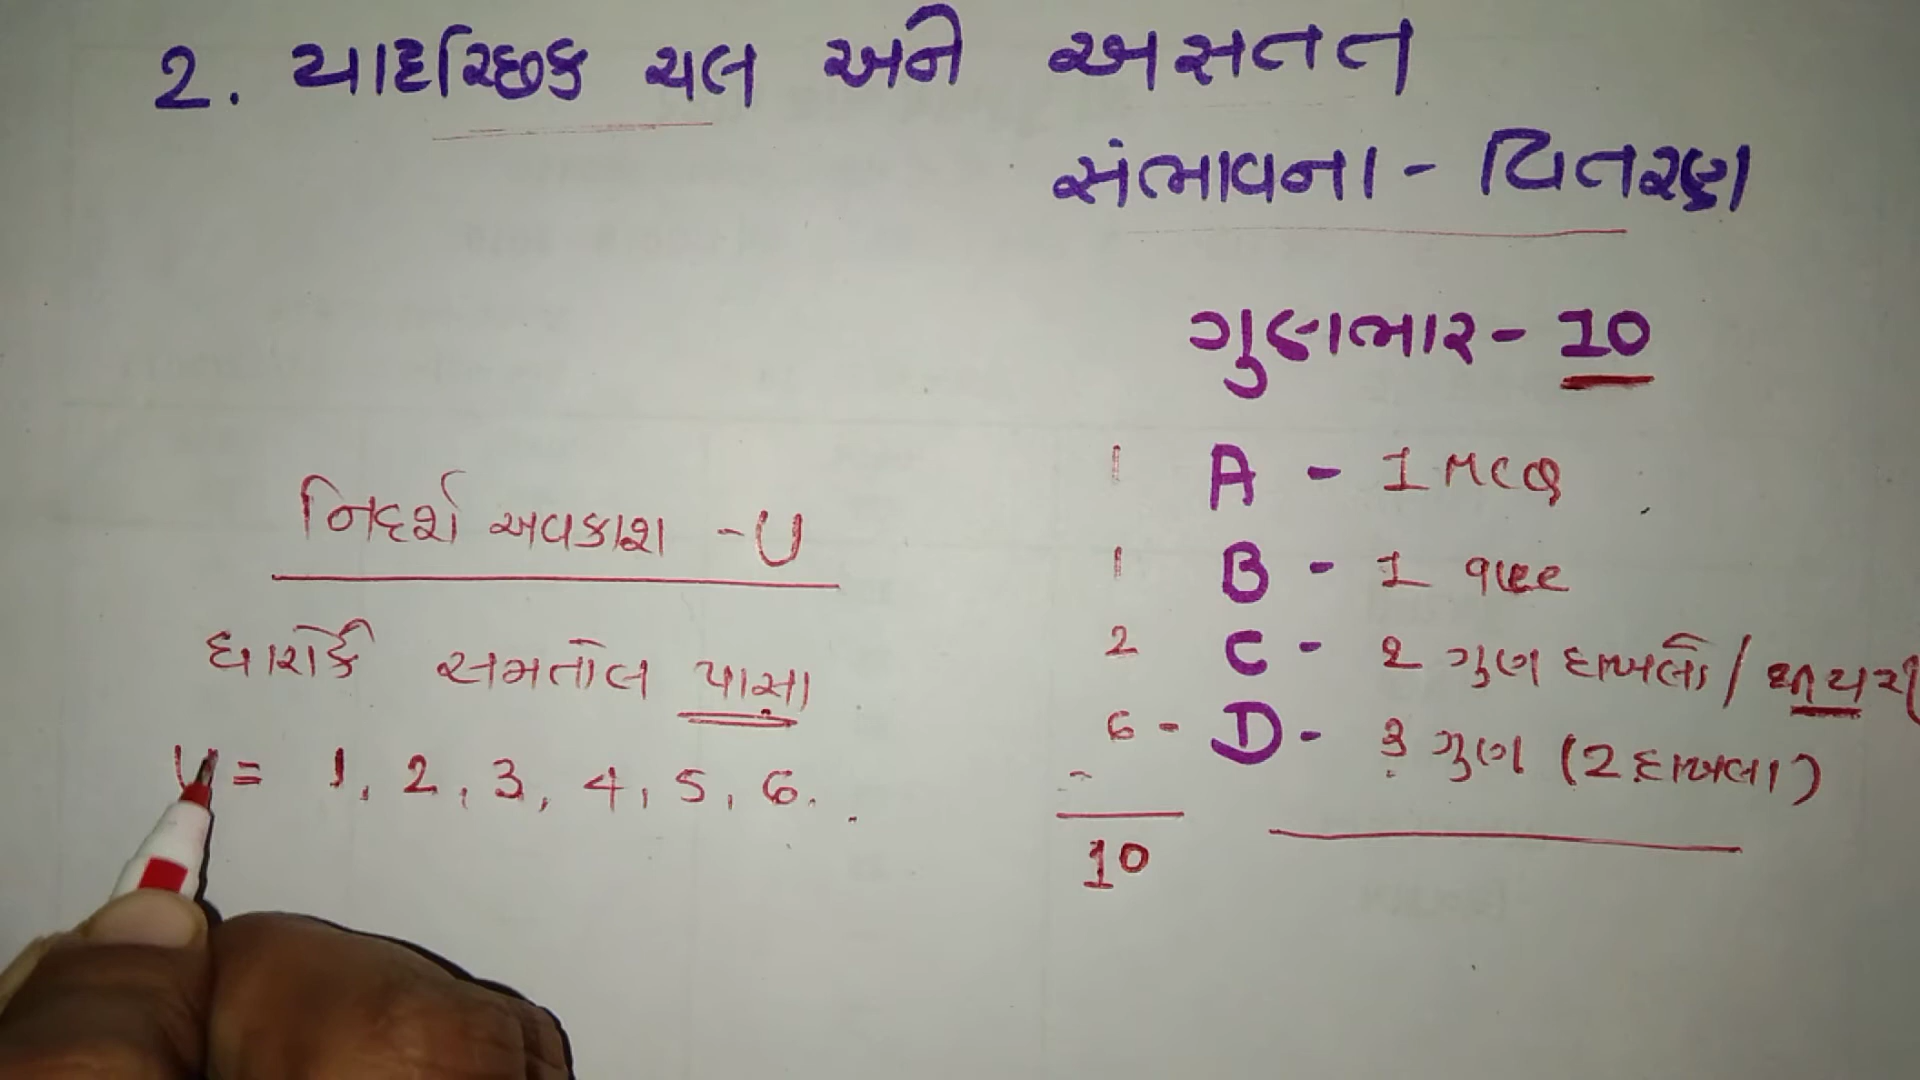 2. યાદૃચ્છિક ચલ અને અસતત
સંભાવના - વિતરણ
ગુણભાર - 10
1 A - 1 MCQ
1 B - 1
2 C - 2 ગુણ દાખલો /
6 - D - 3 ગુણ (2 દાખલા)
10
નિદર્શ અવકાશ - U
ધારોકે સમતોલ પાસા
U = 1, 2, 3, 4, 5, 6.